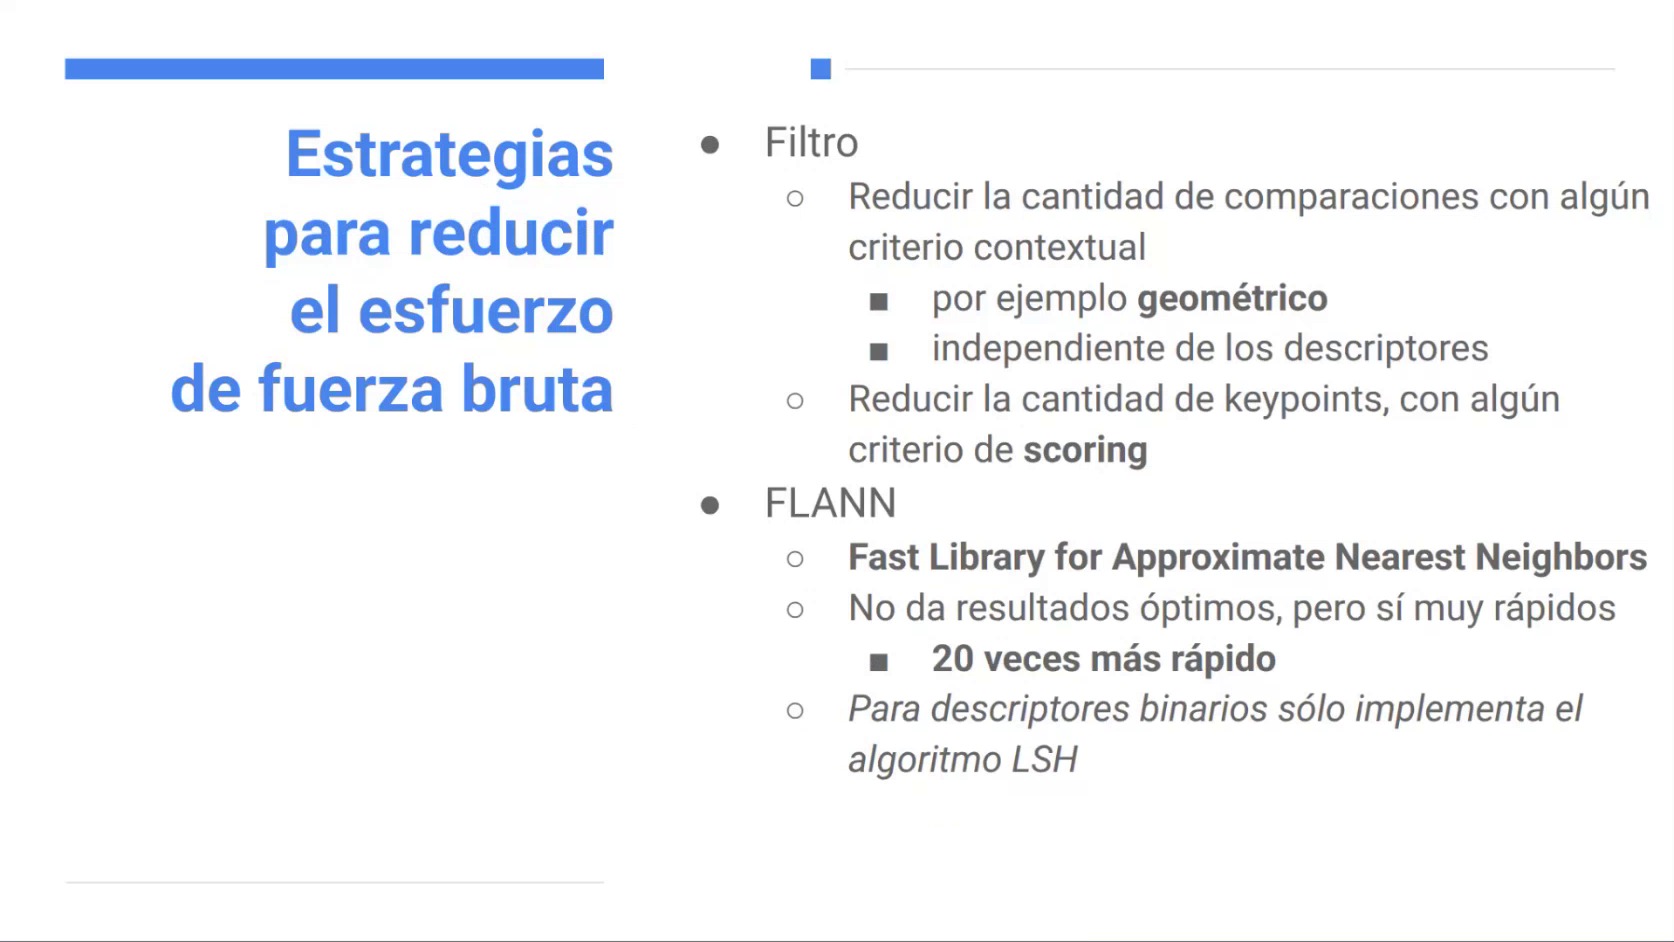 Estrategias
para reducir
el esfuerzo
de fuerza bruta
● Filtro
○ Reducir la cantidad de comparaciones con algún
criterio contextual
■ por ejemplo geométrico
■ independiente de los descriptores
○ Reducir la cantidad de keypoints, con algún
criterio de scoring
● FLANN
○ Fast Library for Approximate Nearest Neighbors
○ No da resultados óptimos, pero sí muy rápidos
■ 20 veces más rápido
○ Para descriptores binarios sólo implementa el
algoritmo LSH